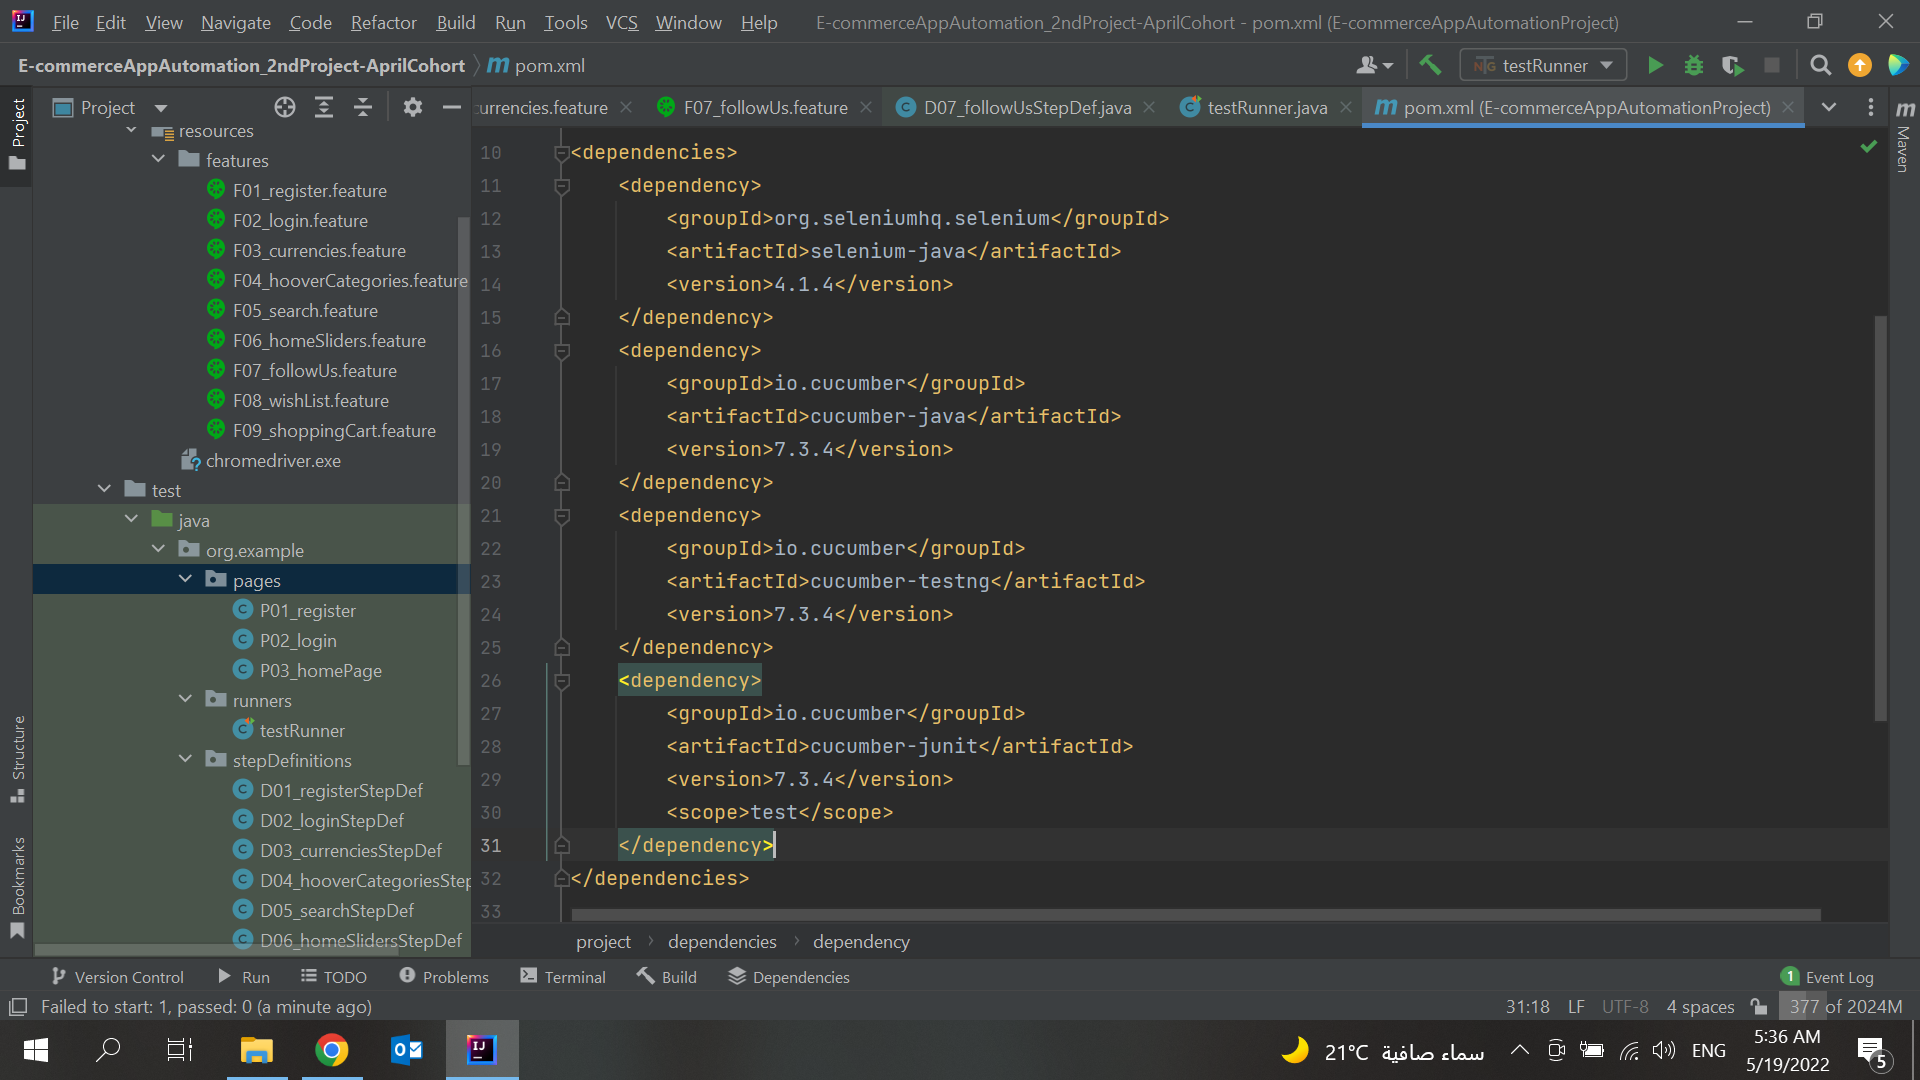 File Edit View Navigate Code Refactor Build Run Tools VCS Window Help E-commerceAppAutomation_2ndProject-AprilCohort - pom.xml (E-commerceAppAutomationProject)
E-commerceAppAutomation_2ndProject-AprilCohort m pom.xml testRunner
Project urrencies.feature F07_followUs.feature D07_followUsStepDef.java testRunner.java m pom.xml (E-commerceAppAutomationProject)
Project
Structure
Bookmarks
m Maven
resources
features
F01_register.feature
F02_login.feature
F03_currencies.feature
F04_hooverCategories.feature
F05_search.feature
F06_homeSliders.feature
F07_followUs.feature
F08_wishList.feature
F09_shoppingCart.feature
chromedriver.exe
test
java
org.example
pages
P01_register
P02_login
P03_homePage
runners
testRunner
stepDefinitions
D01_registerStepDef
D02_loginStepDef
D03_currenciesStepDef
D04_hooverCategoriesStep
D05_searchStepDef
D06_homeSlidersStepDef
10 <dependencies>
11 <dependency>
12 <groupId>org.seleniumhq.selenium</groupId>
13 <artifactId>selenium-java</artifactId>
14 <version>4.1.4</version>
15 </dependency>
16 <dependency>
17 <groupId>io.cucumber</groupId>
18 <artifactId>cucumber-java</artifactId>
19 <version>7.3.4</version>
20 </dependency>
21 <dependency>
22 <groupId>io.cucumber</groupId>
23 <artifactId>cucumber-testng</artifactId>
24 <version>7.3.4</version>
25 </dependency>
26 <dependency>
27 <groupId>io.cucumber</groupId>
28 <artifactId>cucumber-junit</artifactId>
29 <version>7.3.4</version>
30 <scope>test</scope>
31 </dependency>
32 </dependencies>
33
project dependencies dependency
Version Control Run TODO Problems Terminal Build Dependencies 1 Event Log
Failed to start: 1, passed: 0 (a minute ago) 31:18 LF UTF-8 4 spaces 377 of 2024M
21°C سماء صافية ENG 5:36 AM
5/19/2022 5